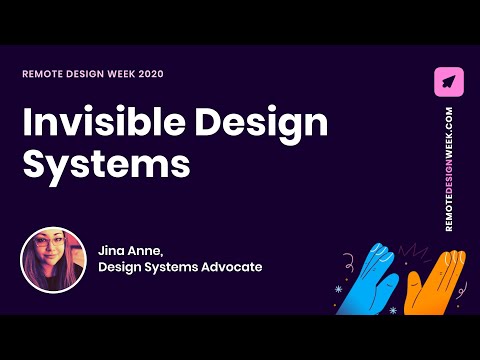 REMOTE DESIGN WEEK 2020
Invisible Design
Systems
Jina Anne,
Design Systems Advocate
REMOTEDESIGNWEEK.COM